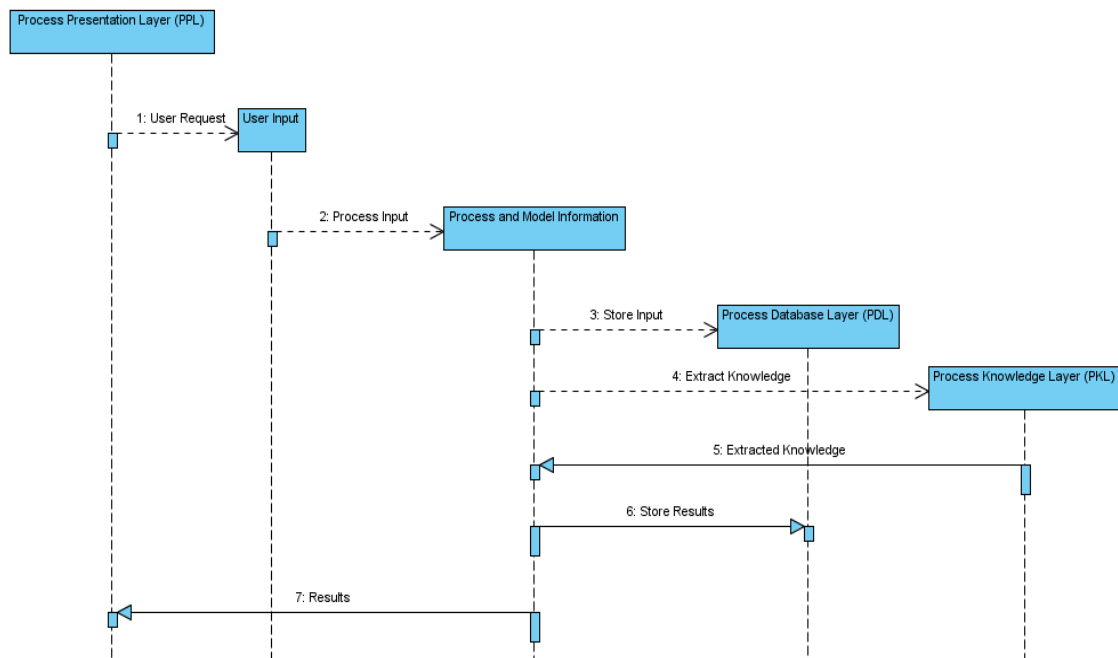 Process Presentation Layer (PPL)
1: User Request
User Input
2: Process Input
Process and Model Information
3: Store Input
Process Database Layer (PDL)
4: Extract Knowledge
Process Knowledge Layer (PKL)
5: Extracted Knowledge
6: Store Results
7: Results